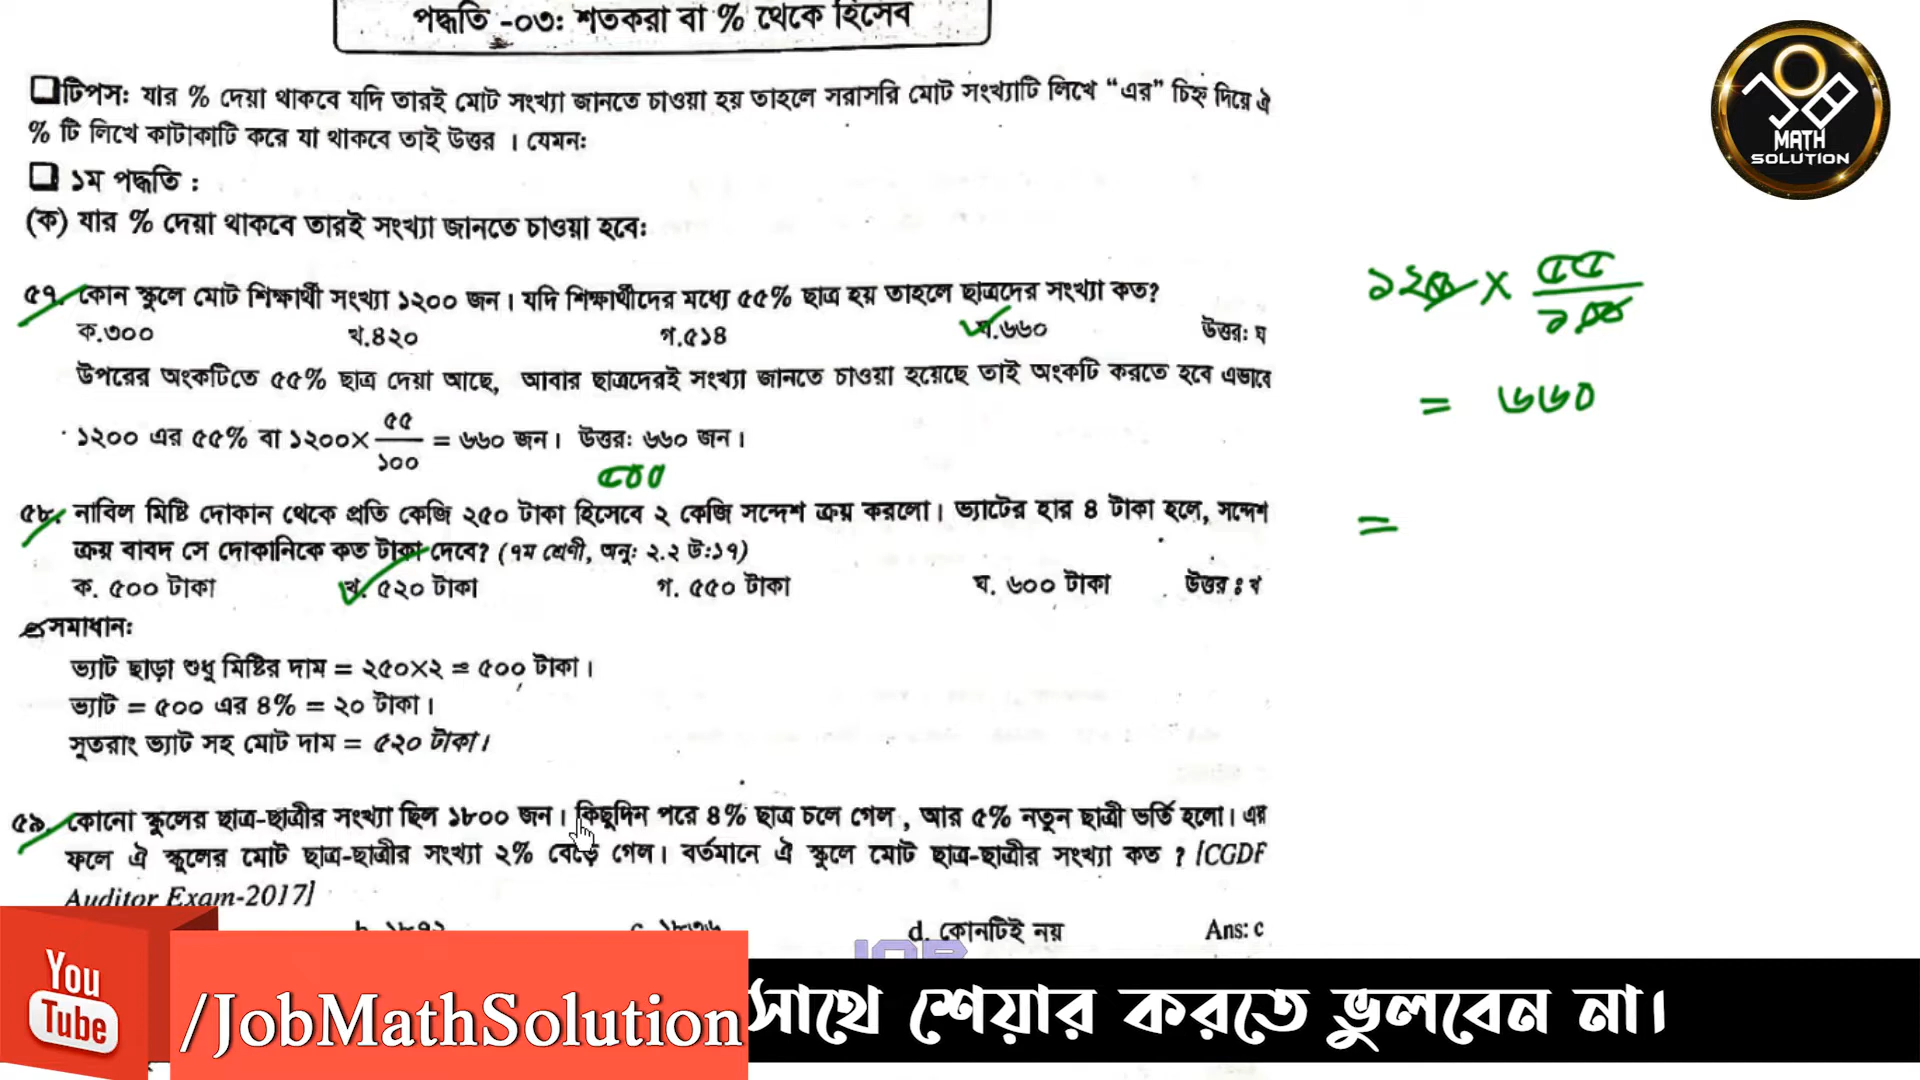 পদ্ধতি -০৩: শতকরা বা % থেকে হিসেব
টিপস: যার % দেয়া থাকবে যদি তারই মোট সংখ্যা জানতে চাওয়া হয় তাহলে সরাসরি মোট সংখ্যাটি লিখে “এর” চিহ্ন দিয়ে ঐ
% টি লিখে কাটাকাটি করে যা থাকবে তাই উত্তর । যেমন:
১ম পদ্ধতি :
(ক) যার % দেয়া থাকবে তারই সংখ্যা জানতে চাওয়া হবে:
৫৭. কোন স্কুলে মোট শিক্ষার্থী সংখ্যা ১২০০ জন। যদি শিক্ষার্থীদের মধ্যে ৫৫% ছাত্র হয় তাহলে ছাত্রদের সংখ্যা কত?
ক.৩০০ খ.৪২০ গ.৫১৪ ঘ.৬৬০ উত্তর: ঘ
উপরের অংকটিতে ৫৫% ছাত্র দেয়া আছে, আবার ছাত্রদেরই সংখ্যা জানতে চাওয়া হয়েছে তাই অংকটি করতে হবে এভাবে
১২০০ এর ৫৫% বা ১২০০× ৫৫/১০০ = ৬৬০ জন। উত্তর: ৬৬০ জন।
৫০০
৫৮. নাবিল মিষ্টি দোকান থেকে প্রতি কেজি ২৫০ টাকা হিসেবে ২ কেজি সন্দেশ ক্রয় করলো। ভ্যাটের হার ৪ টাকা হলে, সন্দেশ
ক্রয় বাবদ সে দোকানিকে কত টাকা দেবে? (৭ম শ্রেণী, অনু: ২.২ উ:১৭)
ক. ৫০০ টাকা খ. ৫২০ টাকা গ. ৫৫০ টাকা ঘ. ৬০০ টাকা উত্তর : খ
সমাধান:
ভ্যাট ছাড়া শুধু মিষ্টির দাম = ২৫০×২ = ৫০০ টাকা।
ভ্যাট = ৫০০ এর ৪% = ২০ টাকা।
সুতরাং ভ্যাট সহ মোট দাম = ৫২০ টাকা।
৫৯. কোনো স্কুলের ছাত্র-ছাত্রীর সংখ্যা ছিল ১৮০০ জন। কিছুদিন পরে ৪% ছাত্র চলে গেল, আর ৫% নতুন ছাত্রী ভর্তি হলো। এর
ফলে ঐ স্কুলের মোট ছাত্র-ছাত্রীর সংখ্যা ২% বেড়ে গেল। বর্তমানে ঐ স্কুলে মোট ছাত্র-ছাত্রীর সংখ্যা কত ? [CGDF
Auditor Exam-2017]
d. কোনটিই নয় Ans: c
১২০০ × ৫৫/১০০
= ৬৬০
=
MATH
SOLUTION
JOB
You
Tube
/JobMathSolution
সাথে শেয়ার করতে ভুলবেন না।